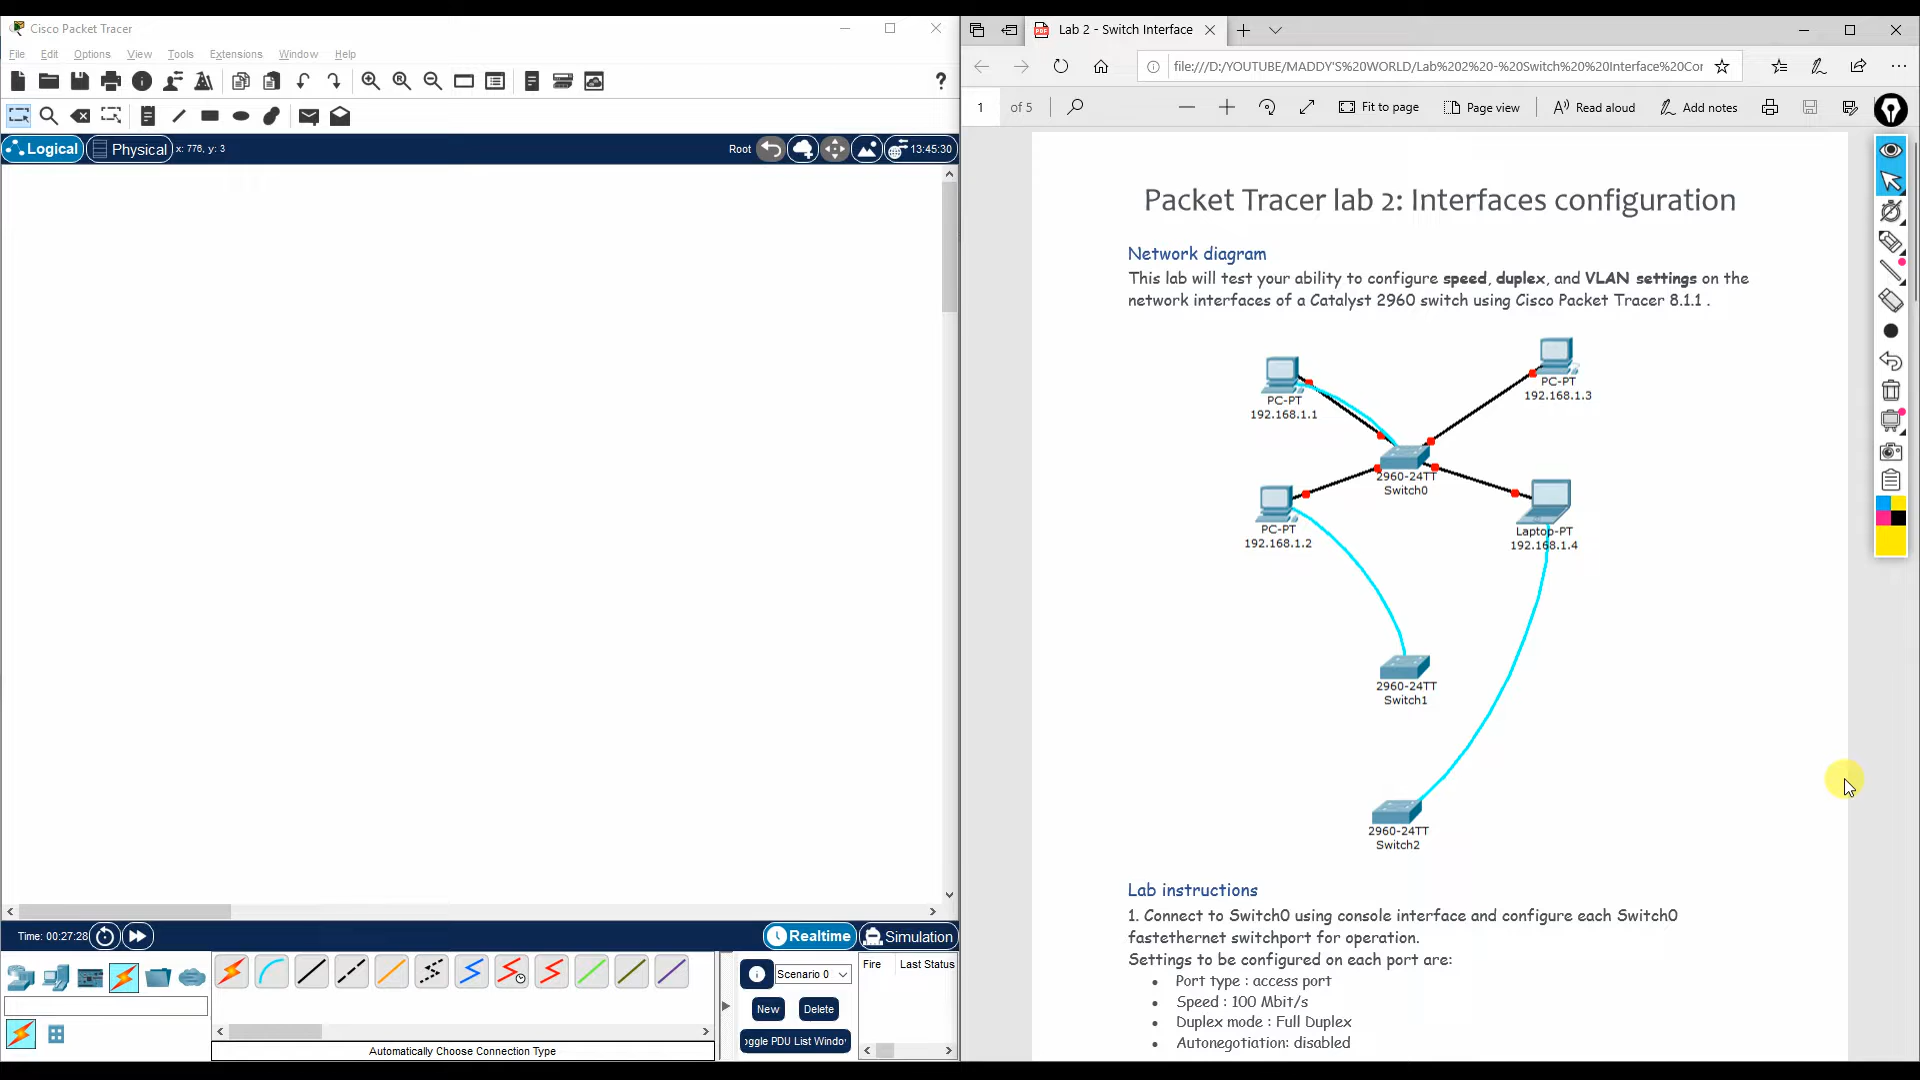 Cisco Packet Tracer
File Edit Options View Tools Extensions Window Help
Logical Physical x: 776, y: 3 Root 13:45:30
Time: 00:27:28 Realtime Simulation
Scenario 0 Fire Last Status
New Delete
oggle PDU List Windo
Automatically Choose Connection Type
Lab 2 - Switch Interface
file:///D:/YOUTUBE/MADDY'S%20WORLD/Lab%202%20-%20Switch%20%20Interface%20Cor
1 of 5 Fit to page Page view Read aloud Add notes
Packet Tracer lab 2: Interfaces configuration
Network diagram
This lab will test your ability to configure speed, duplex, and VLAN settings on the
network interfaces of a Catalyst 2960 switch using Cisco Packet Tracer 8.1.1 .
PC-PT
192.168.1.1
PC-PT
192.168.1.3
2960-24TT
Switch0
PC-PT
192.168.1.2
Laptop-PT
192.168.1.4
2960-24TT
Switch1
2960-24TT
Switch2
Lab instructions
1. Connect to Switch0 using console interface and configure each Switch0
fastethernet switchport for operation.
Settings to be configured on each port are:
• Port type : access port
• Speed : 100 Mbit/s
• Duplex mode : Full Duplex
• Autonegotiation: disabled